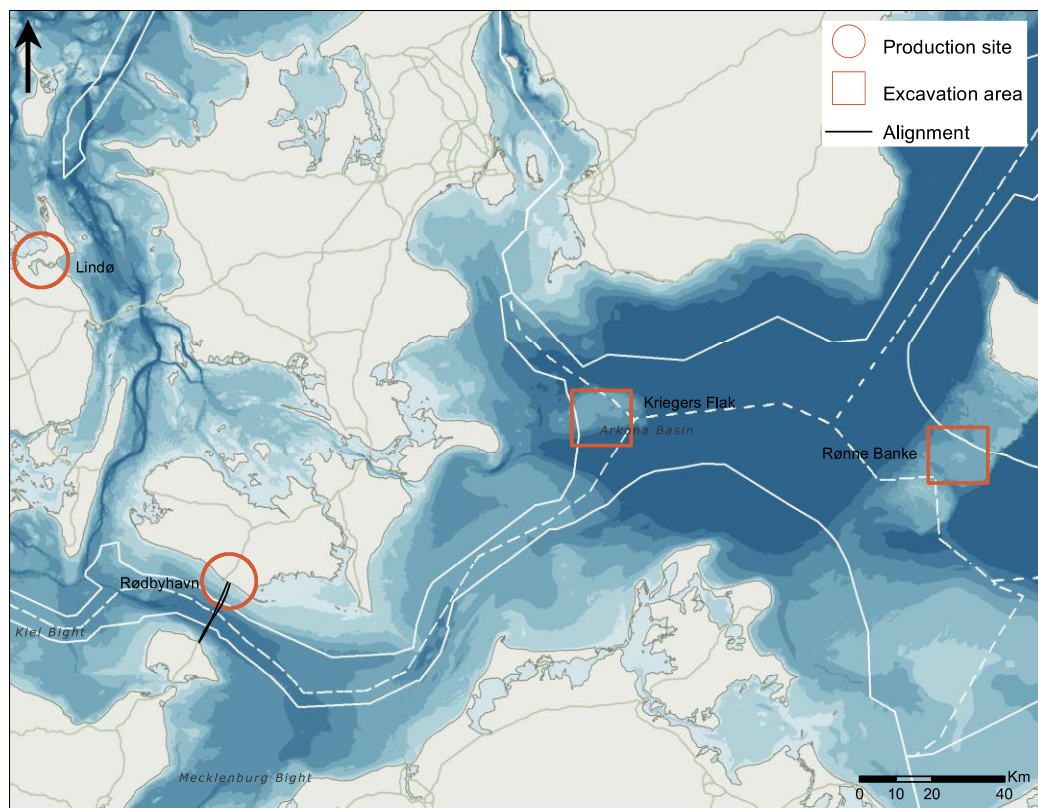 Production site
Excavation area
Alignment
Lindø
Kriegers Flak
Arkona Basin
Rønne Banke
Rødbyhavn
Kiel Bight
Mecklenburg Bight
Km
0 10 20 40